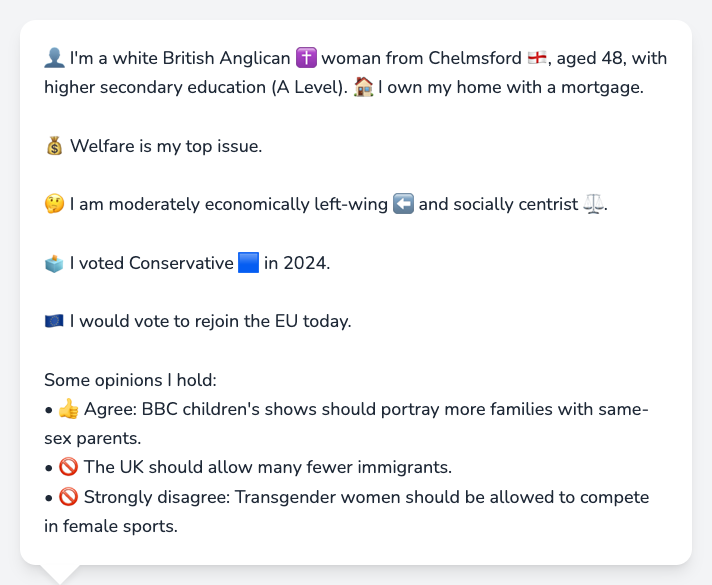 👤 I'm a white British Anglican ✝️ woman from Chelmsford 🏴󠁧󠁢󠁥󠁮󠁧󠁿, aged 48, with
higher secondary education (A Level). 🏠 I own my home with a mortgage.
💰 Welfare is my top issue.
🤔 I am moderately economically left-wing ⬅️ and socially centrist ⚖️.
🗳️ I voted Conservative 🟦 in 2024.
🇪🇺 I would vote to rejoin the EU today.
Some opinions I hold:
• 👍 Agree: BBC children's shows should portray more families with same-
sex parents.
• 🚫 The UK should allow many fewer immigrants.
• 🚫 Strongly disagree: Transgender women should be allowed to compete
in female sports.